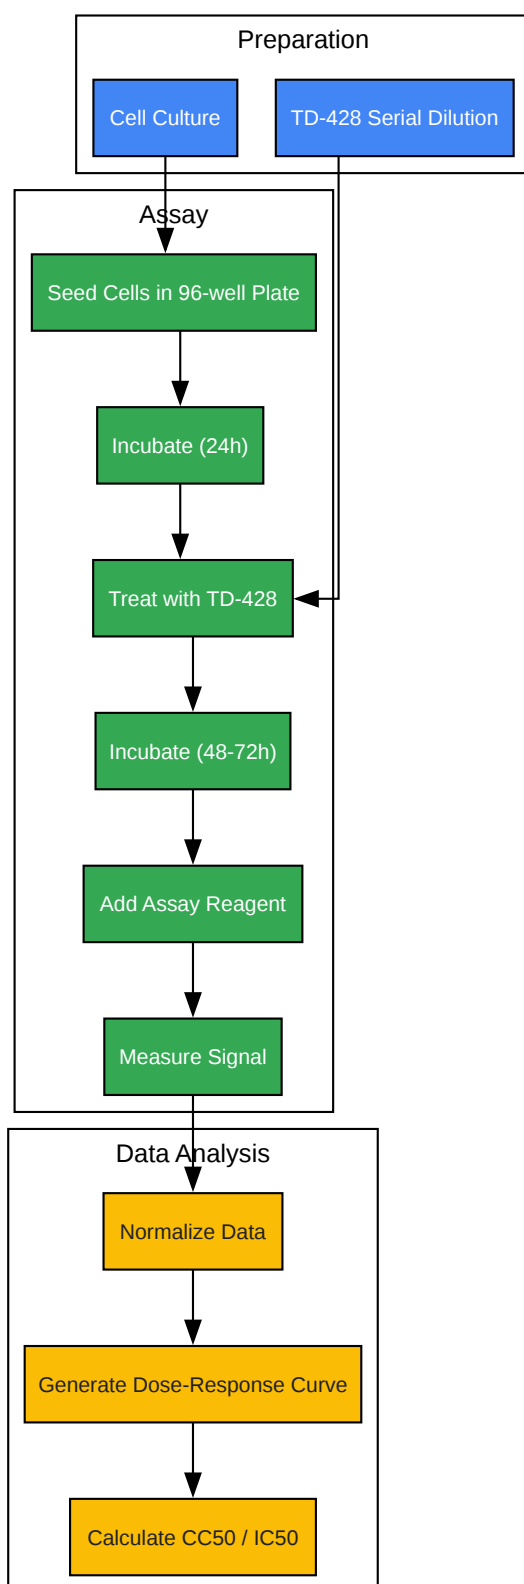 Preparation
Cell Culture
TD-428 Serial Dilution
Assay
Seed Cells in 96-well Plate
Incubate (24h)
Treat with TD-428
Incubate (48-72h)
Add Assay Reagent
Measure Signal
Data Analysis
Normalize Data
Generate Dose-Response Curve
Calculate CC50 / IC50